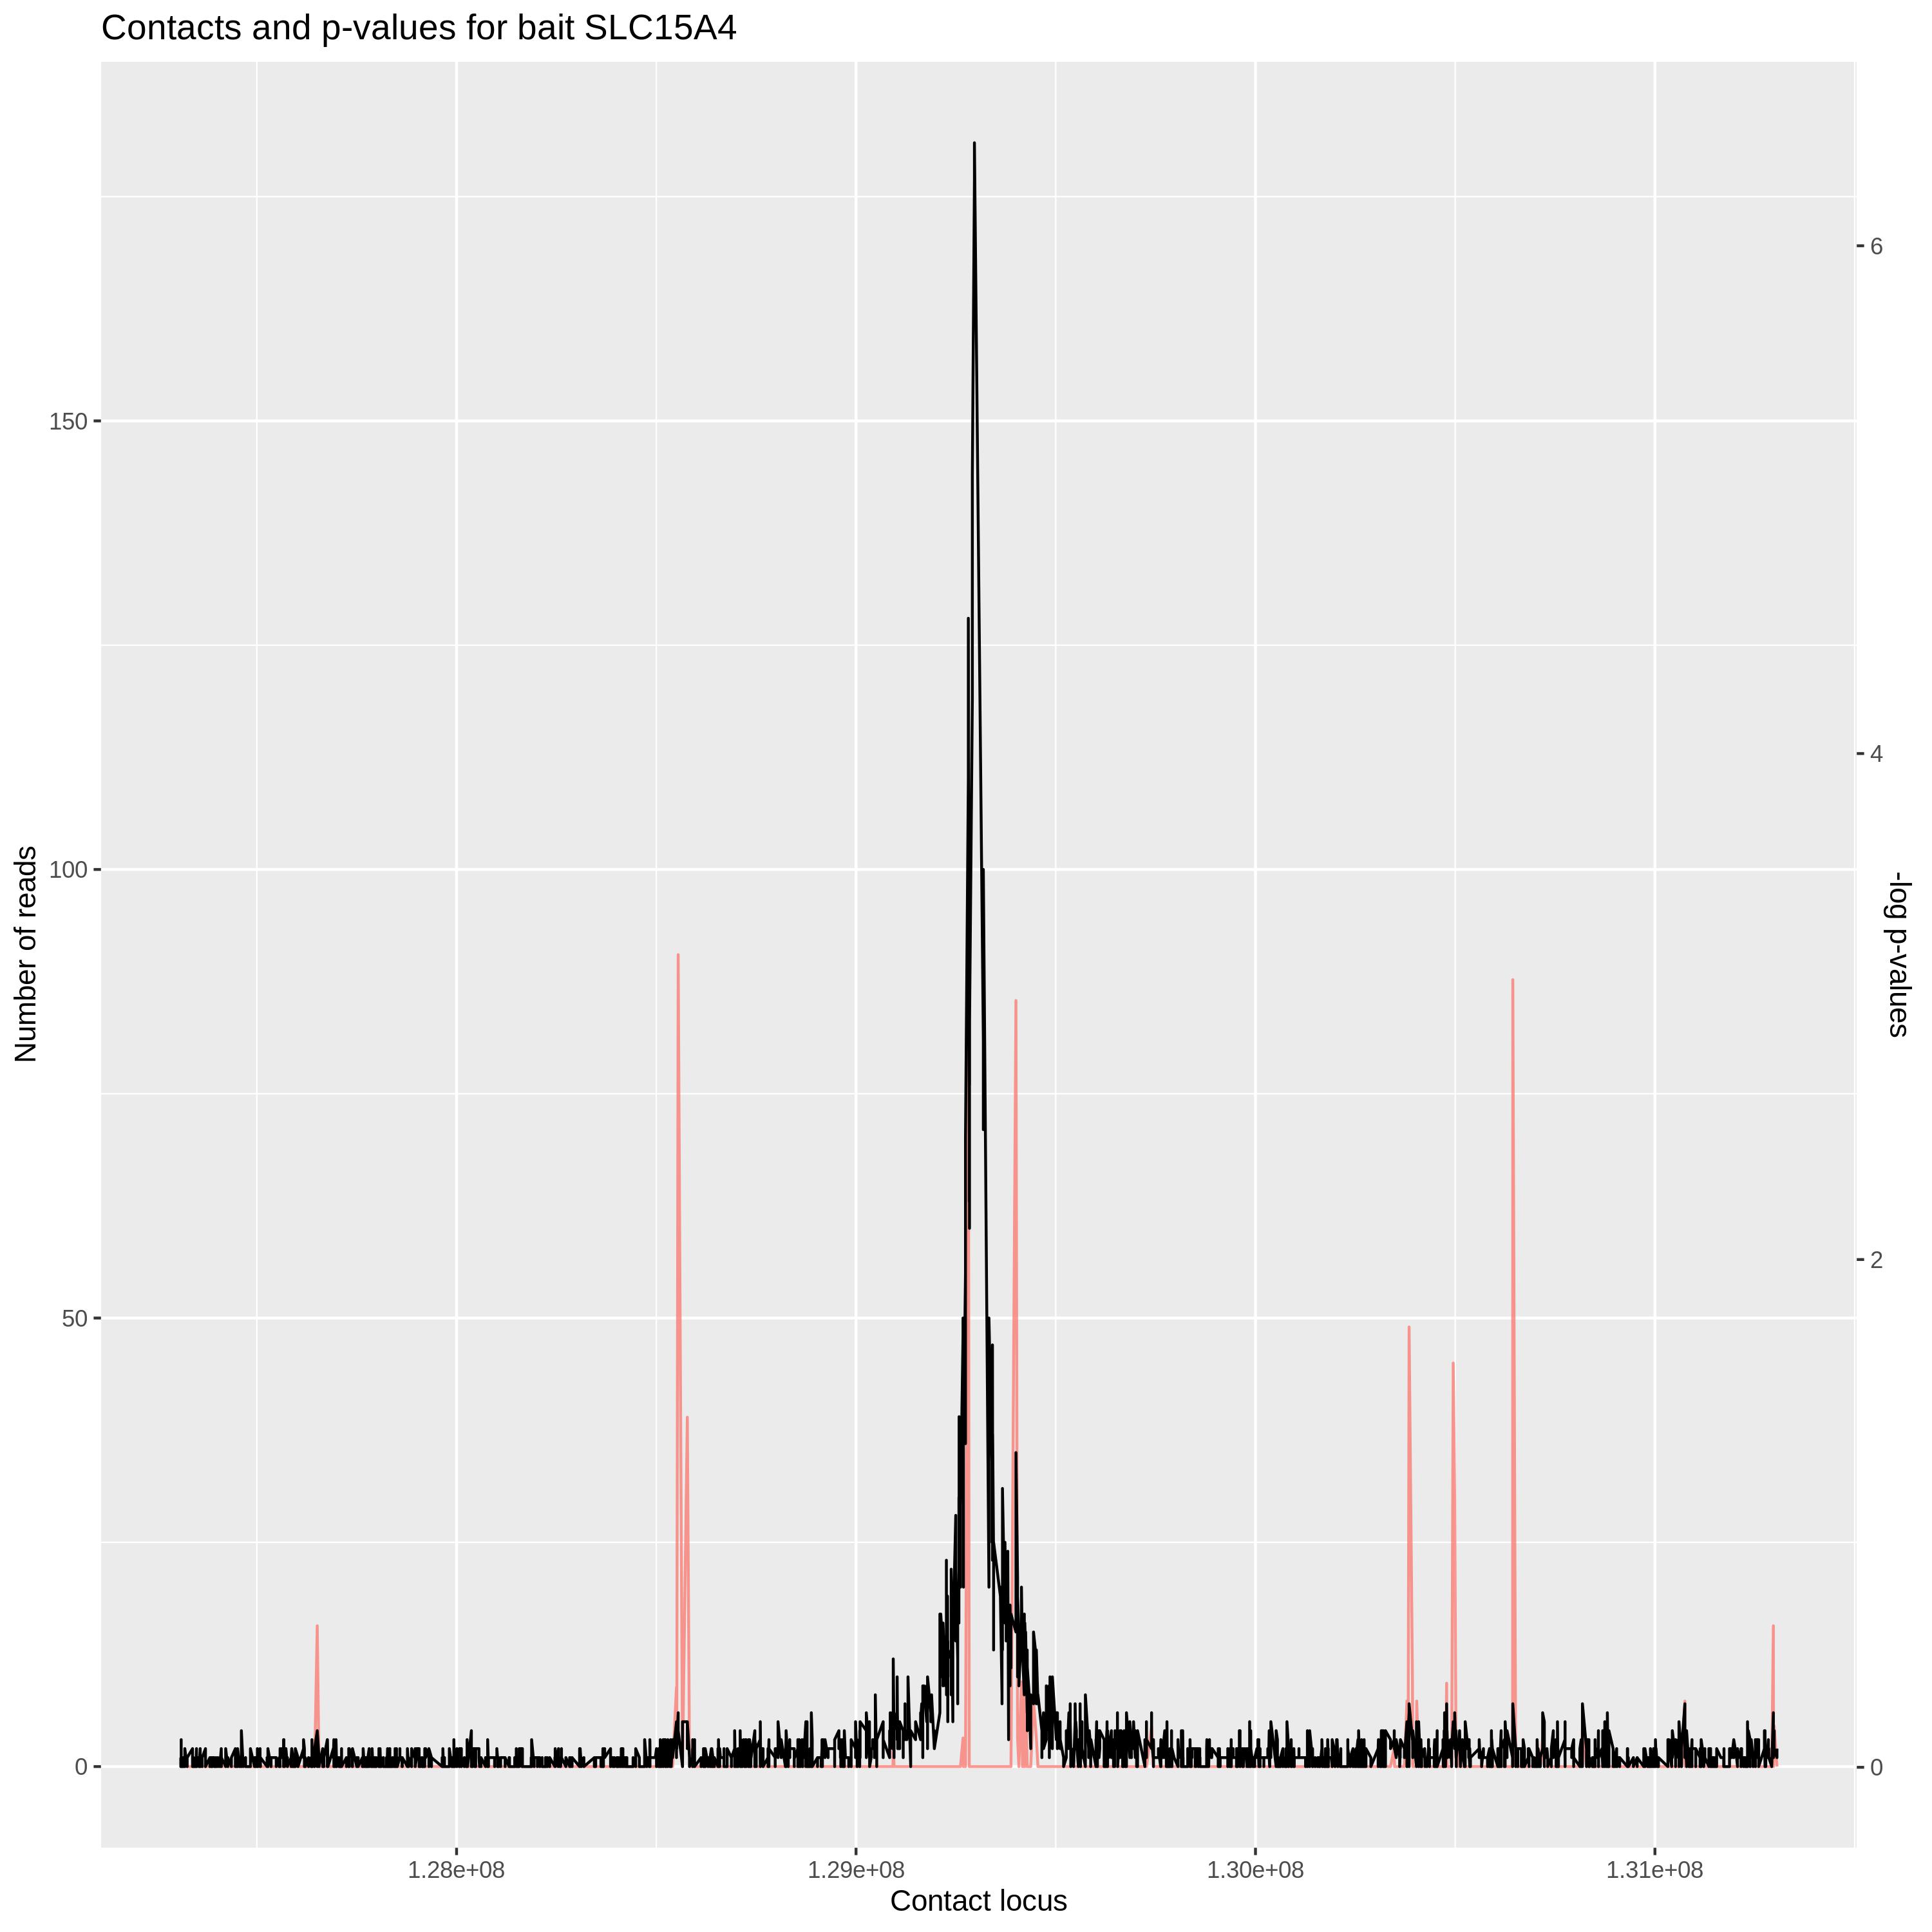 Contacts and p-values for bait SLC15A4
Number of reads
150
100
50
0
6
4
2
0
-log p-values
1.28e+08
1.29e+08
1.30e+08
1.31e+08
Contact locus